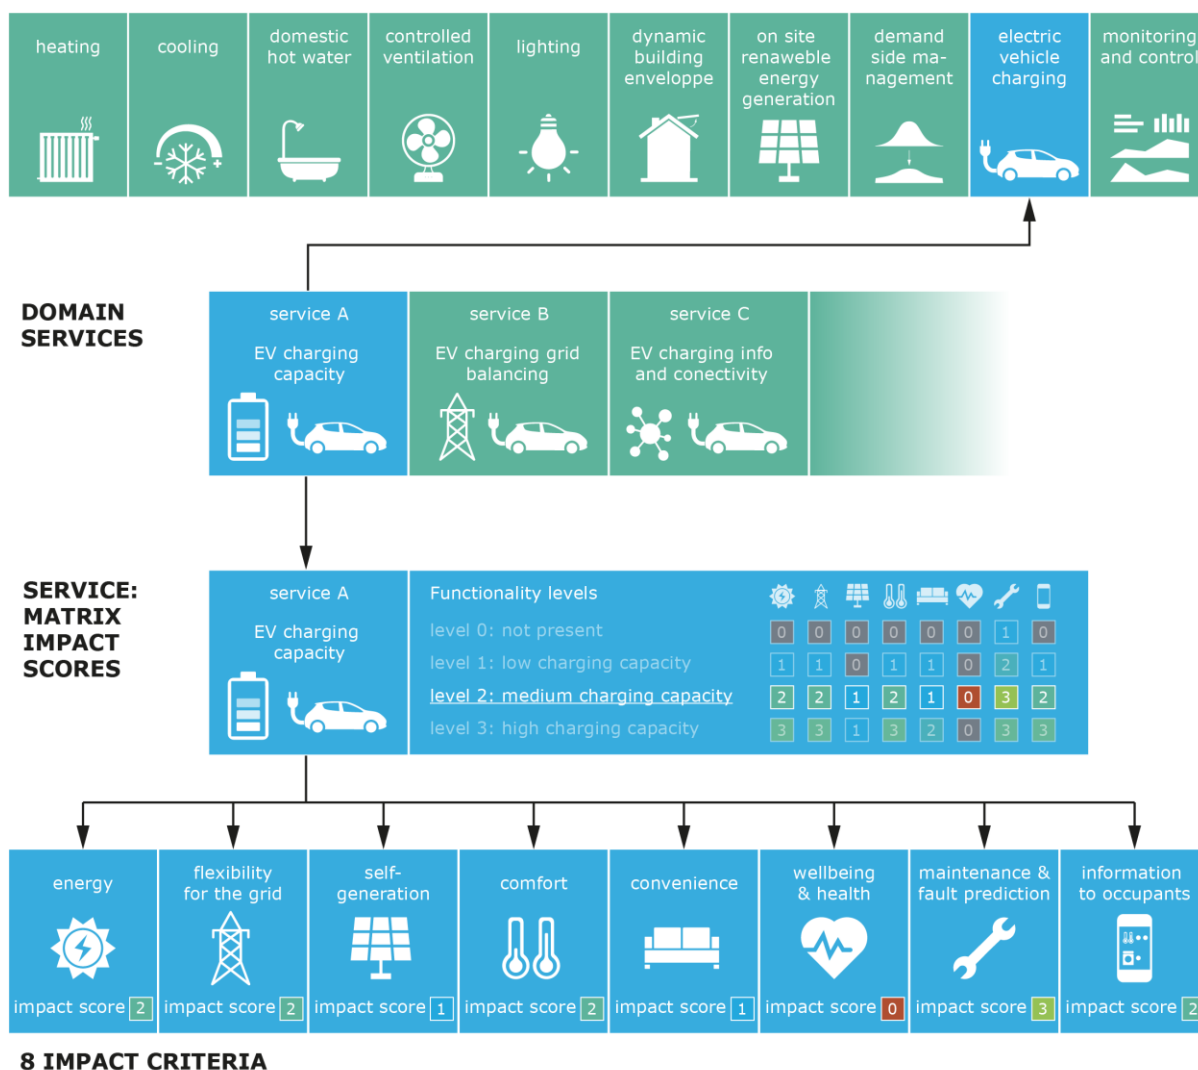 heating
cooling
domestic
hot water
controlled
ventilation
lighting
dynamic
building
enveloppe
on site
renaweble
energy
generation
demand
side ma-
nagement
electric
vehicle
charging
monitoring
and control
DOMAIN
SERVICES
service A
EV charging
capacity
service B
EV charging grid
balancing
service C
EV charging info
and conectivity
SERVICE:
MATRIX
IMPACT
SCORES
service A
EV charging
capacity
Functionality levels
level 0: not present 0 0 0 0 0 0 1 0
level 1: low charging capacity 1 1 0 1 1 0 2 1
level 2: medium charging capacity 2 2 1 2 1 0 3 2
level 3: high charging capacity 3 3 1 3 2 0 3 3
energy
impact score 2
flexibility
for the grid
impact score 2
self-
generation
impact score 1
comfort
impact score 2
convenience
impact score 1
wellbeing
& health
impact score 0
maintenance &
fault prediction
impact score 3
information
to occupants
impact score 2
8 IMPACT CRITERIA